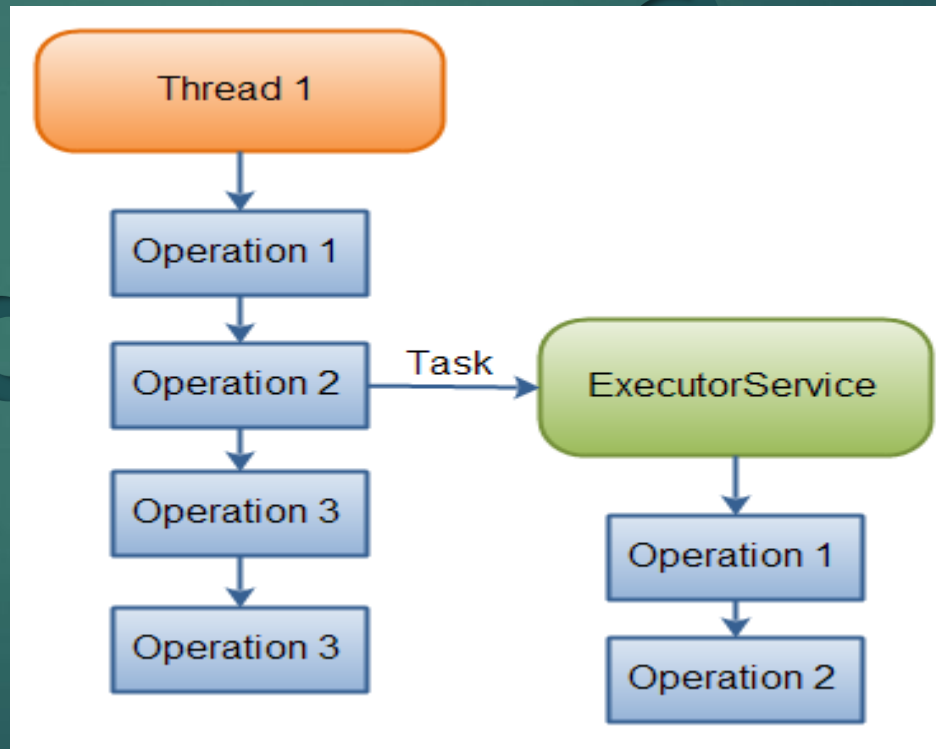 Thread 1
Operation 1
Operation 2
Task
ExecutorService
Operation 3
Operation 3
Operation 1
Operation 2